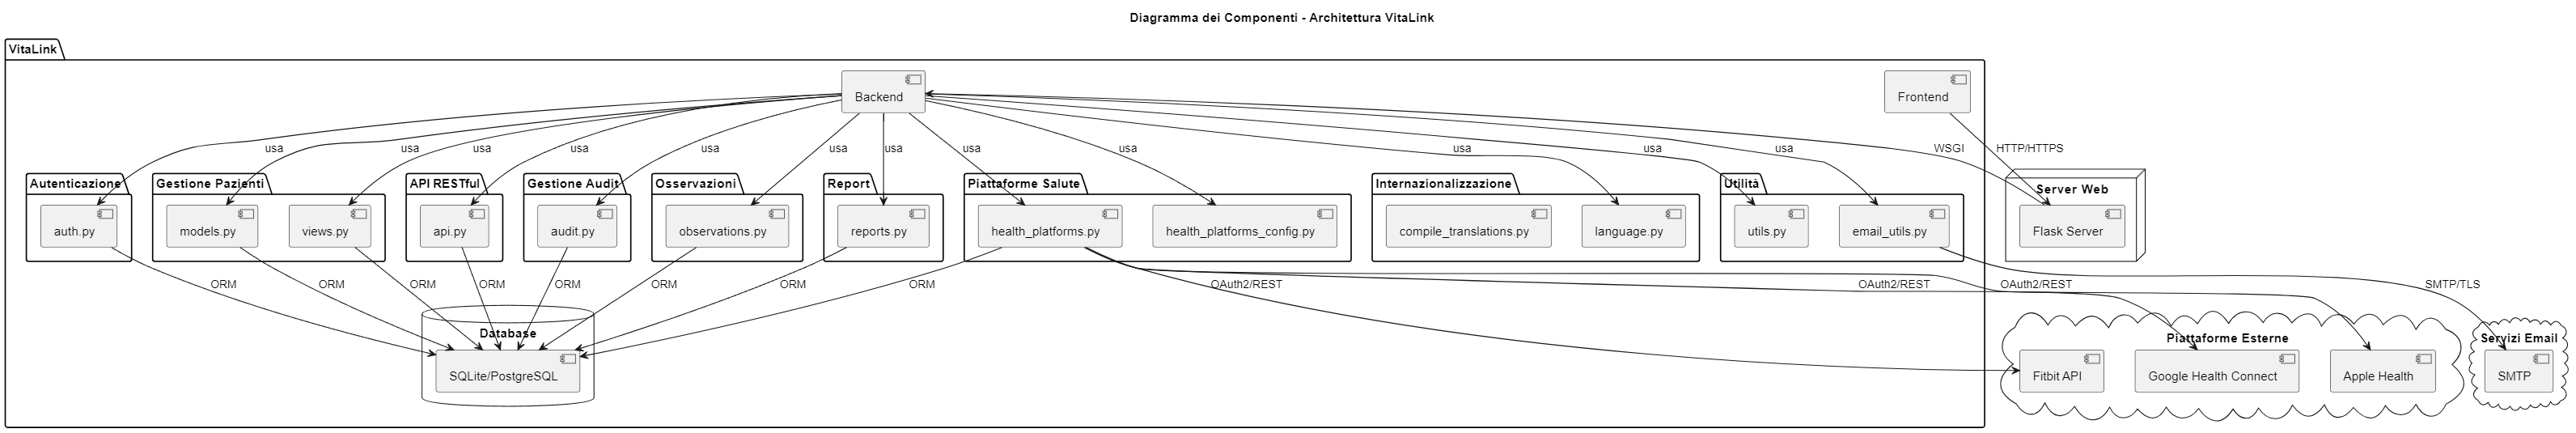 Diagramma dei Componenti - Architettura VitaLink
VitaLink
Backend
Frontend
usa
usa
usa
usa
usa
usa
usa
usa
usa
usa
usa
usa
WSGI
HTTP/HTTPS
Autenticazione
Gestione Pazienti
API RESTful
Gestione Audit
Osservazioni
Report
Piattaforme Salute
Internazionalizzazione
Utilità
Server Web
auth.py
models.py
views.py
api.py
audit.py
observations.py
reports.py
health_platforms.py
health_platforms_config.py
compile_translations.py
language.py
utils.py
email_utils.py
Flask Server
ORM
ORM
ORM
ORM
ORM
ORM
ORM
ORM
OAuth2/REST
OAuth2/REST
OAuth2/REST
SMTP/TLS
Database
Piattaforme Esterne
Servizi Email
SQLite/PostgreSQL
Fitbit API
Google Health Connect
Apple Health
SMTP